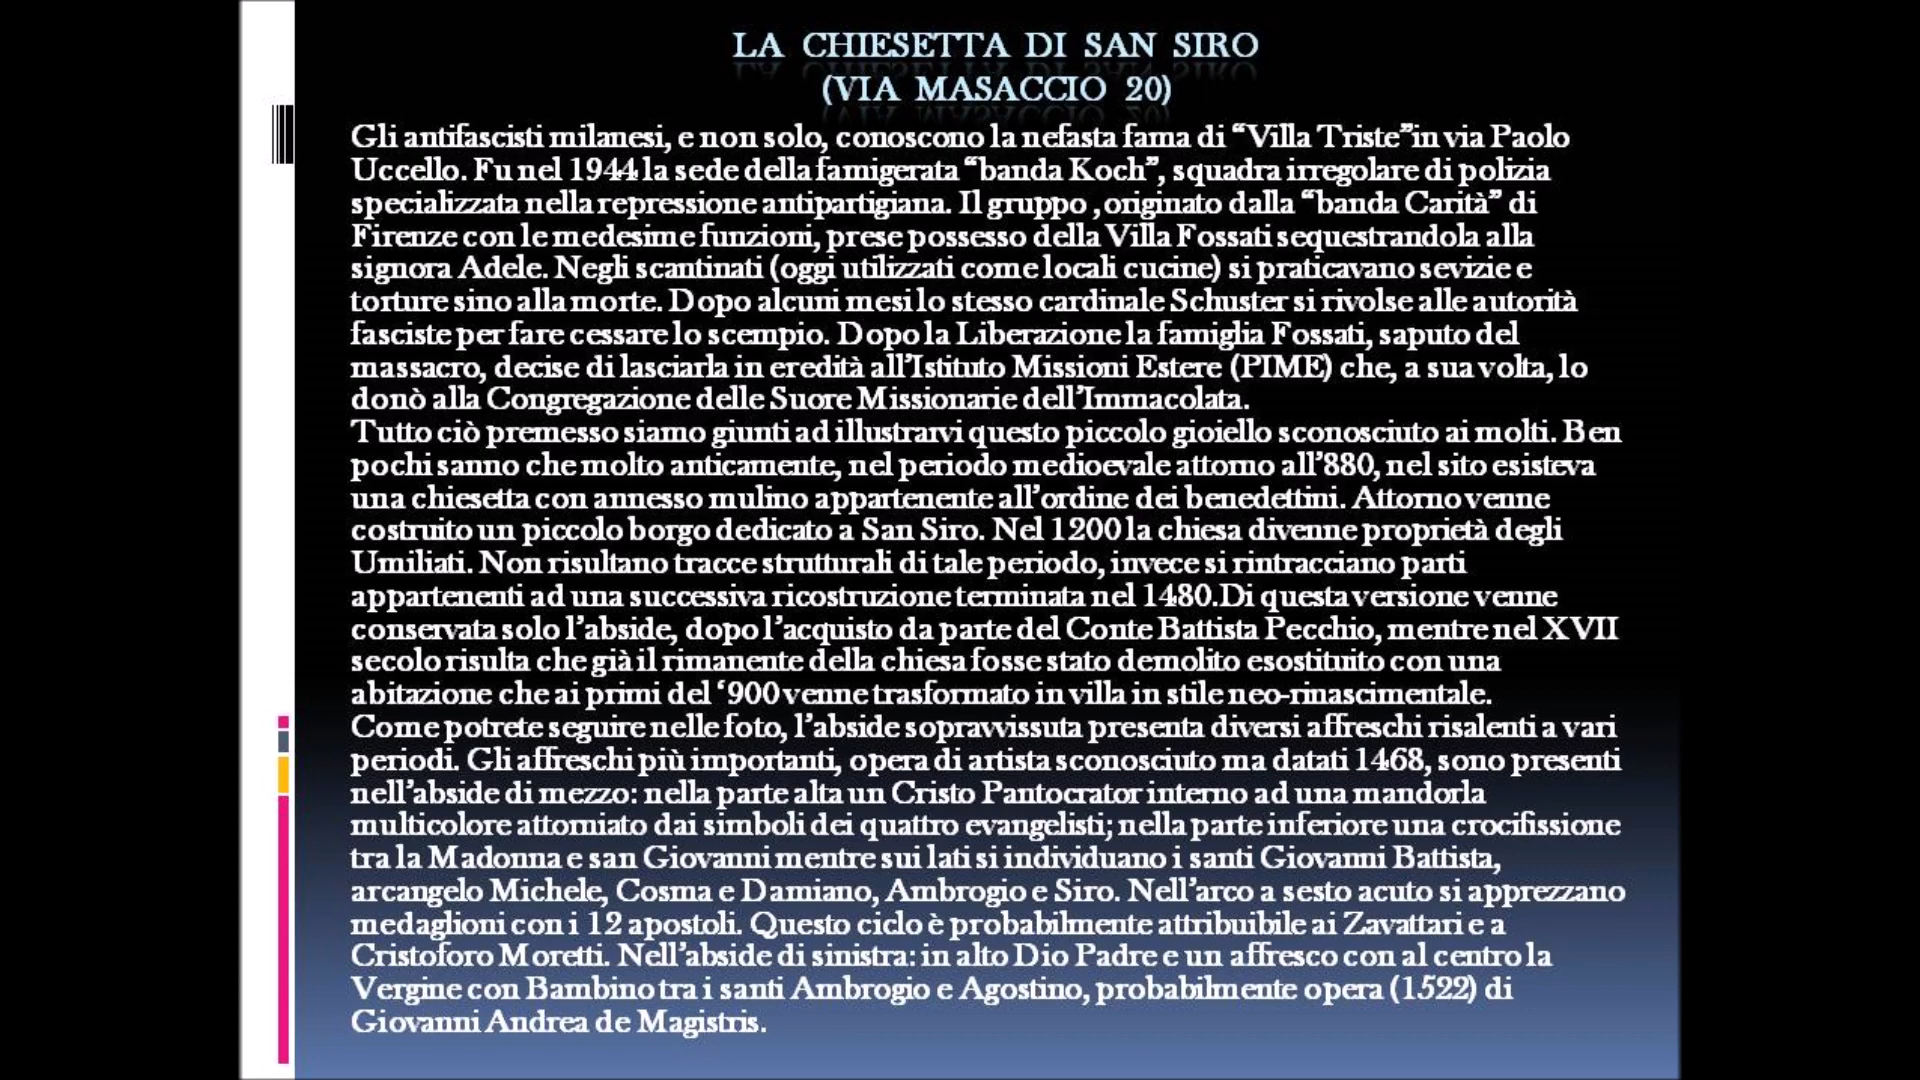 LA CHIESETTA DI SAN SIRO
(VIA MASACCIO 20)
Gli antifascisti milanesi, e non solo, conoscono la nefasta fama di “Villa Triste”in via Paolo
Uccello. Fu nel 1944 la sede della famigerata “banda Koch”, squadra irregolare di polizia
specializzata nella repressione antipartigiana. Il gruppo ,originato dalla “banda Carità” di
Firenze con le medesime funzioni, prese possesso della Villa Fossati sequestrandola alla
signora Adele. Negli scantinati (oggi utilizzati come locali cucine) si praticavano sevizie e
torture sino alla morte. Dopo alcuni mesi lo stesso cardinale Schuster si rivolse alle autorità
fasciste per fare cessare lo scempio. Dopo la Liberazione la famiglia Fossati, saputo del
massacro, decise di lasciarla in eredità all’Istituto Missioni Estere (PIME) che, a sua volta, lo
donò alla Congregazione delle Suore Missionarie dell’Immacolata.
Tutto ciò premesso siamo giunti ad illustrarvi questo piccolo gioiello sconosciuto ai molti. Ben
pochi sanno che molto anticamente, nel periodo medioevale attorno all’880, nel sito esisteva
una chiesetta con annesso mulino appartenente all’ordine dei benedettini. Attorno venne
costruito un piccolo borgo dedicato a San Siro. Nel 1200 la chiesa divenne proprietà degli
Umiliati. Non risultano tracce strutturali di tale periodo, invece si rintracciano parti
appartenenti ad una successiva ricostruzione terminata nel 1480.Di questa versione venne
conservata solo l’abside, dopo l’acquisto da parte del Conte Battista Pecchio, mentre nel XVII
secolo risulta che già il rimanente della chiesa fosse stato demolito esostituito con una
abitazione che ai primi del ‘900 venne trasformato in villa in stile neo-rinascimentale.
Come potrete seguire nelle foto, l’abside sopravvissuta presenta diversi affreschi risalenti a vari
periodi. Gli affreschi più importanti, opera di artista sconosciuto ma datati 1468, sono presenti
nell’abside di mezzo: nella parte alta un Cristo Pantocrator interno ad una mandorla
multicolore attorniato dai simboli dei quattro evangelisti; nella parte inferiore una crocifissione
tra la Madonna e san Giovanni mentre sui lati si individuano i santi Giovanni Battista,
arcangelo Michele, Cosma e Damiano, Ambrogio e Siro. Nell’arco a sesto acuto si apprezzano
medaglioni con i 12 apostoli. Questo ciclo è probabilmente attribuibile ai Zavattari e a
Cristoforo Moretti. Nell’abside di sinistra: in alto Dio Padre e un affresco con al centro la
Vergine con Bambino tra i santi Ambrogio e Agostino, probabilmente opera (1522) di
Giovanni Andrea de Magistris.